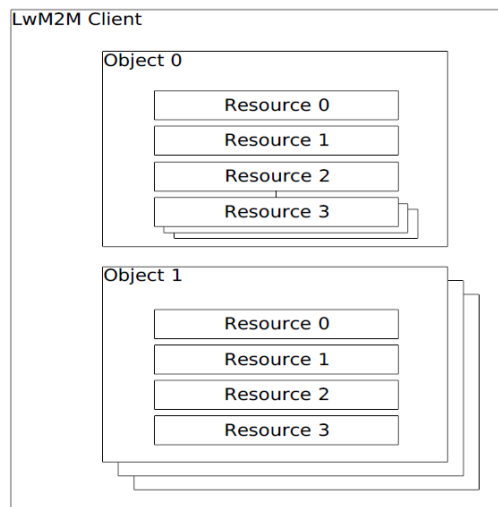 LwM2M Client
Object 0
Resource 0
Resource 1
Resource 2
Resource 3
Object 1
Resource 0
Resource 1
Resource 2
Resource 3